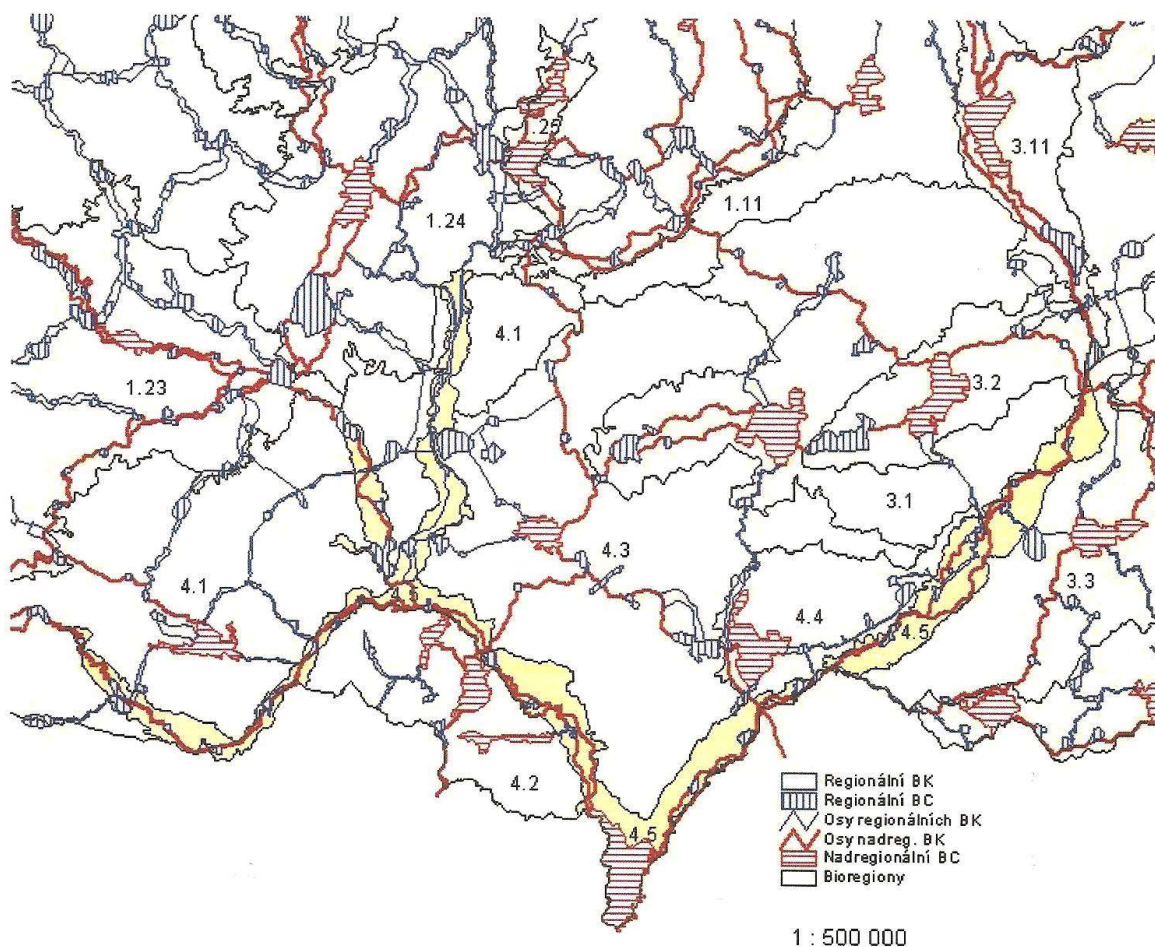 1.25
3.11
1.11
1.24
4.1
3.2
1.23
3.1
4.3
4.1
3.3
4.5
4.4
4.5
4.2
4.5
Regionální BK
Regionální BC
Osy regionálních BK
Osy nadreg. BK
Nadregionální BC
Bioregiony
1 : 500 000